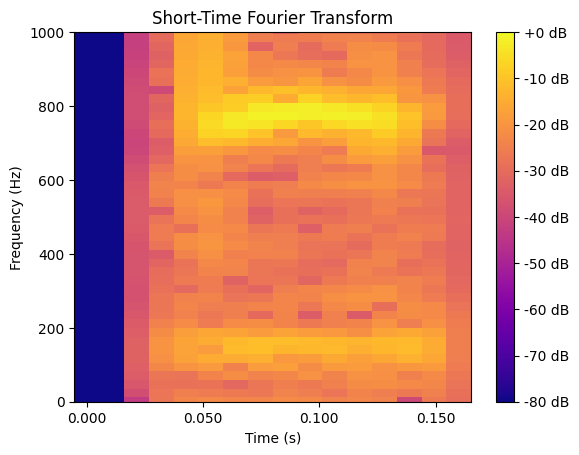 Short-Time Fourier Transform
1000
800
600
400
200
0
Frequency (Hz)
0.000
0.050
0.100
0.150
Time (s)
+0 dB
-10 dB
-20 dB
-30 dB
-40 dB
-50 dB
-60 dB
-70 dB
-80 dB